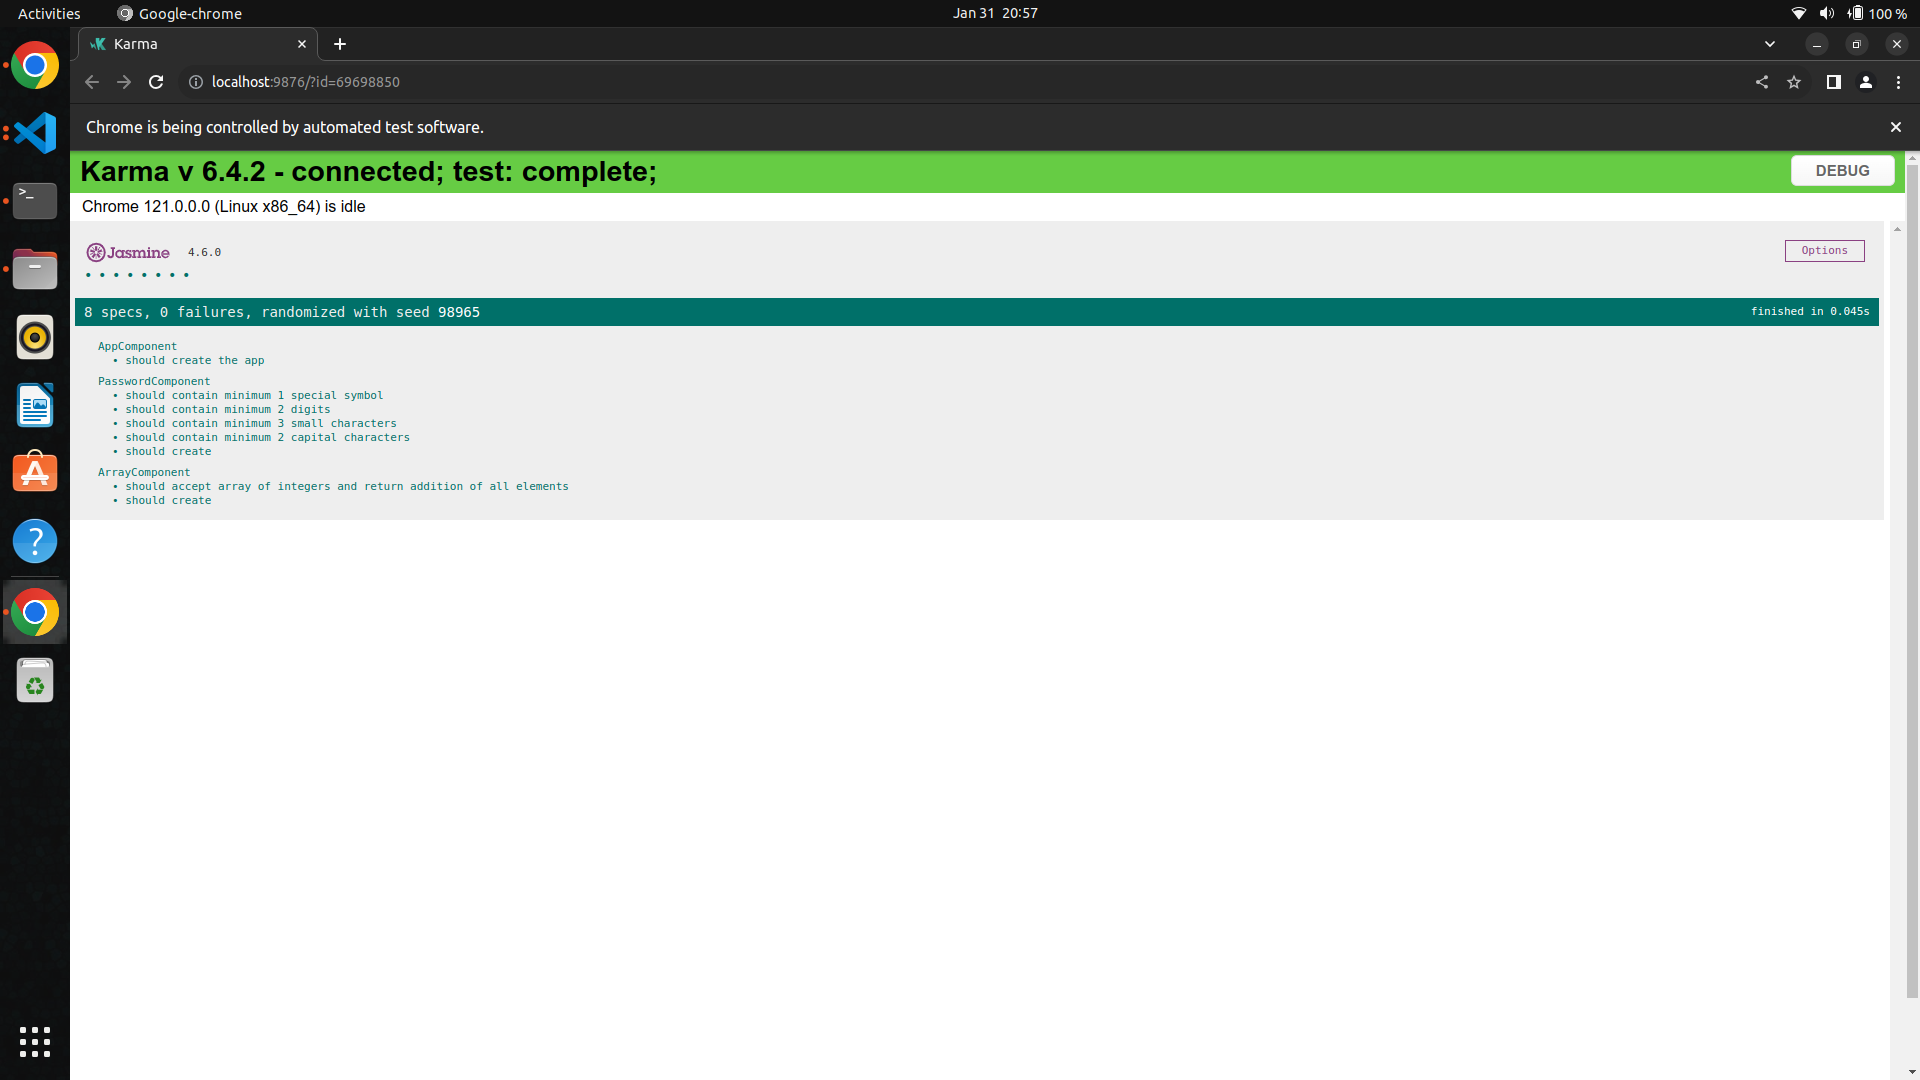 Activities
Google-chrome
Jan 31 20:57
100 %
Karma
localhost:9876/?id=69698850
Chrome is being controlled by automated test software.
Karma v 6.4.2 - connected; test: complete;
DEBUG
Chrome 121.0.0.0 (Linux x86_64) is idle
Jasmine 4.6.0
Options
• • • • • • • •
8 specs, 0 failures, randomized with seed 98965
finished in 0.045s
AppComponent
• should create the app
PasswordComponent
• should contain minimum 1 special symbol
• should contain minimum 2 digits
• should contain minimum 3 small characters
• should contain minimum 2 capital characters
• should create
ArrayComponent
• should accept array of integers and return addition of all elements
• should create